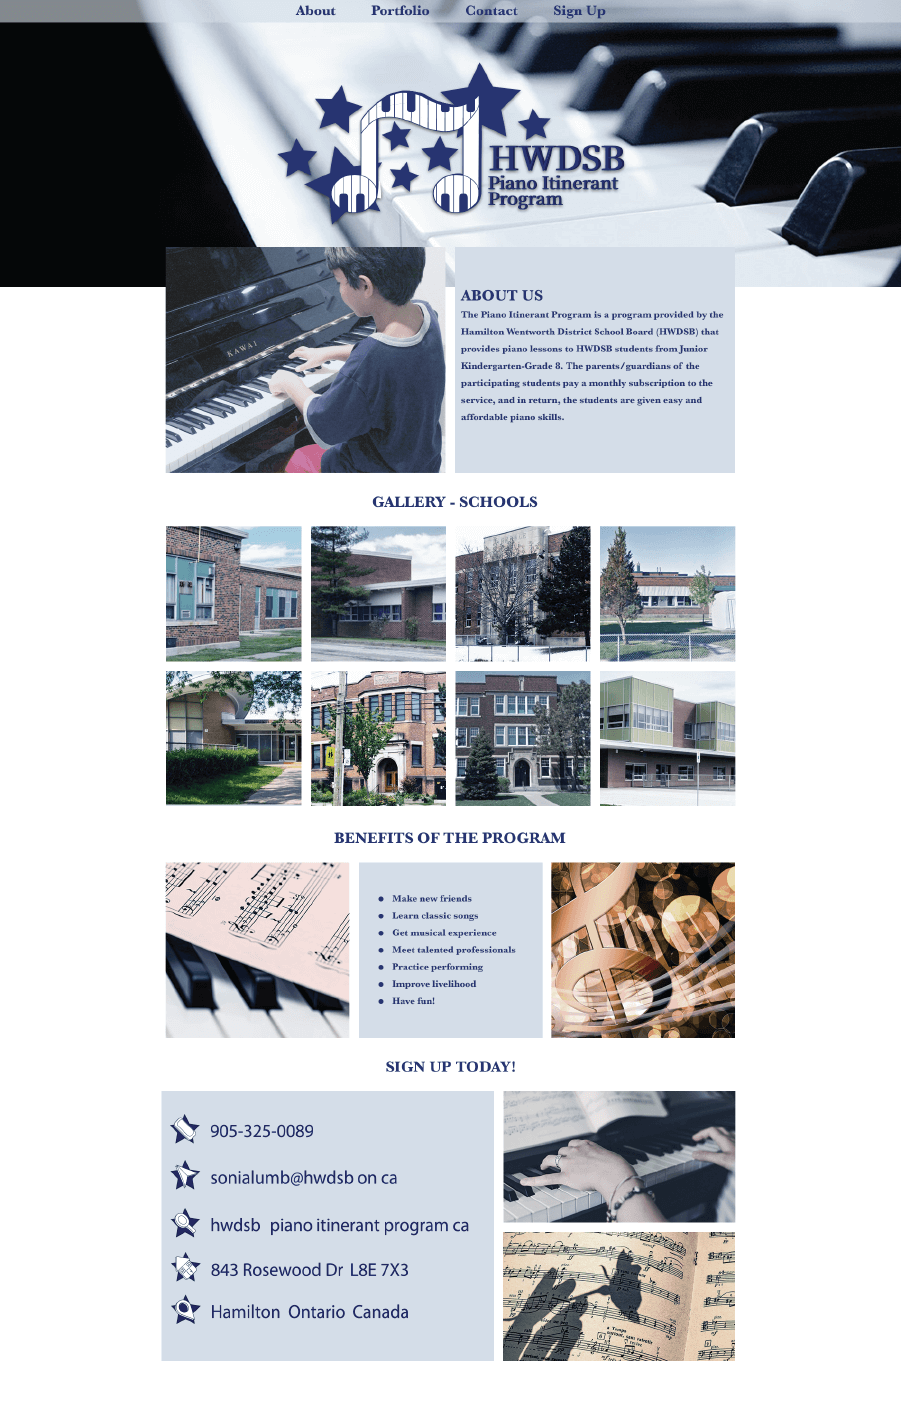 About Portfolio Contact Sign Up
HWDSB
Piano Itinerant
Program
KAWAI
ABOUT US
The Piano Itinerant Program is a program provided by the
Hamilton Wentworth District School Board (HWDSB) that
provides piano lessons to HWDSB students from Junior
Kindergarten-Grade 8. The parents/guardians of the
participating students pay a monthly subscription to the
service, and in return, the students are given easy and
affordable piano skills.
GALLERY - SCHOOLS
BENEFITS OF THE PROGRAM
Make new friends
Learn classic songs
Get musical experience
Meet talented professionals
Practice performing
Improve livelihood
Have fun!
SIGN UP TODAY!
905-325-0089
sonialumb@hwdsb on ca
hwdsb piano itinerant program ca
843 Rosewood Dr L8E 7X3
Hamilton Ontario Canada